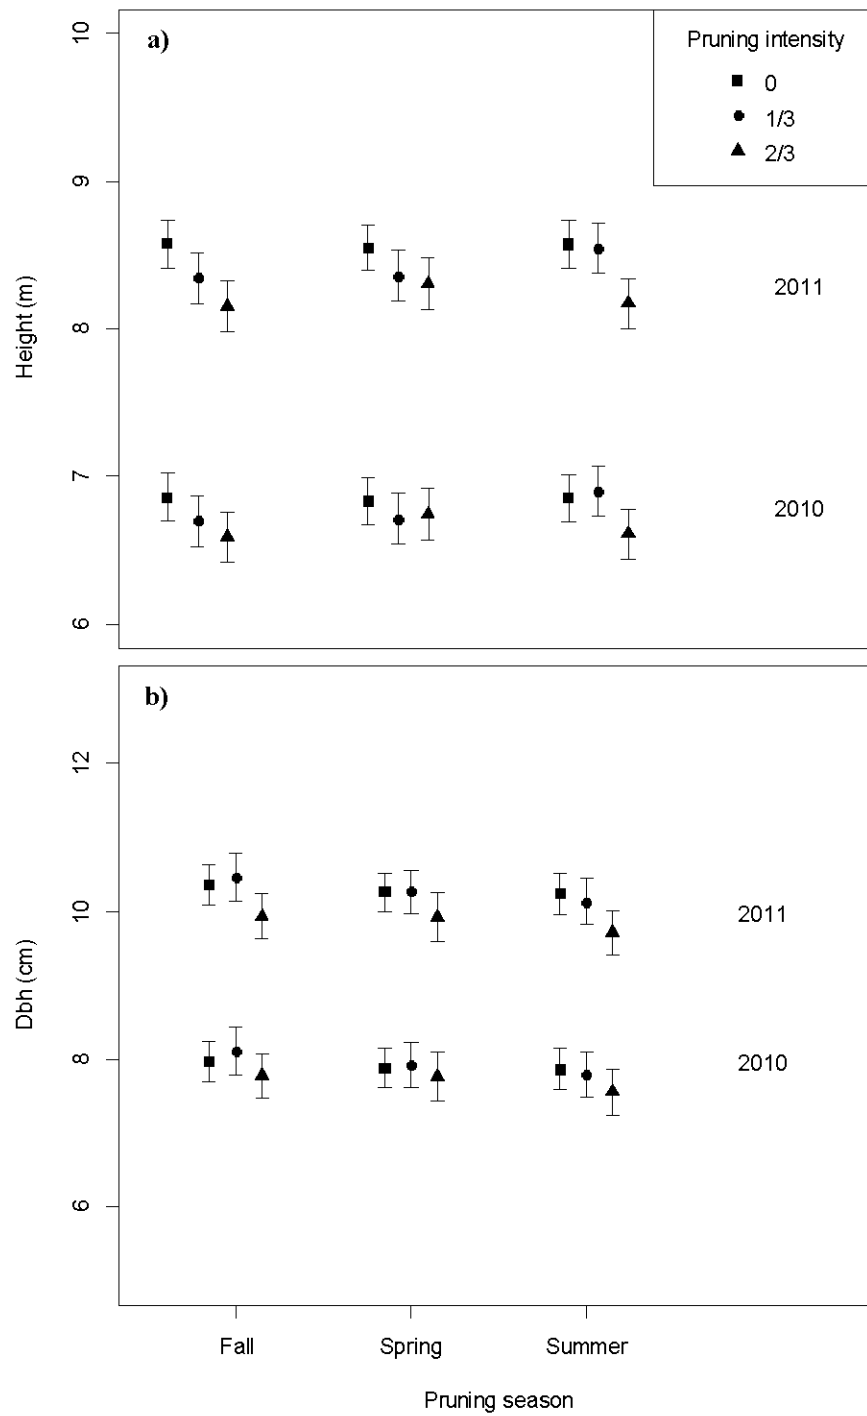 a)
Pruning intensity
0
1/3
2/3
10
9
8
7
6
Height (m)
2011
2010
b)
12
10
8
6
Dbh (cm)
2011
2010
Fall Spring Summer
Pruning season